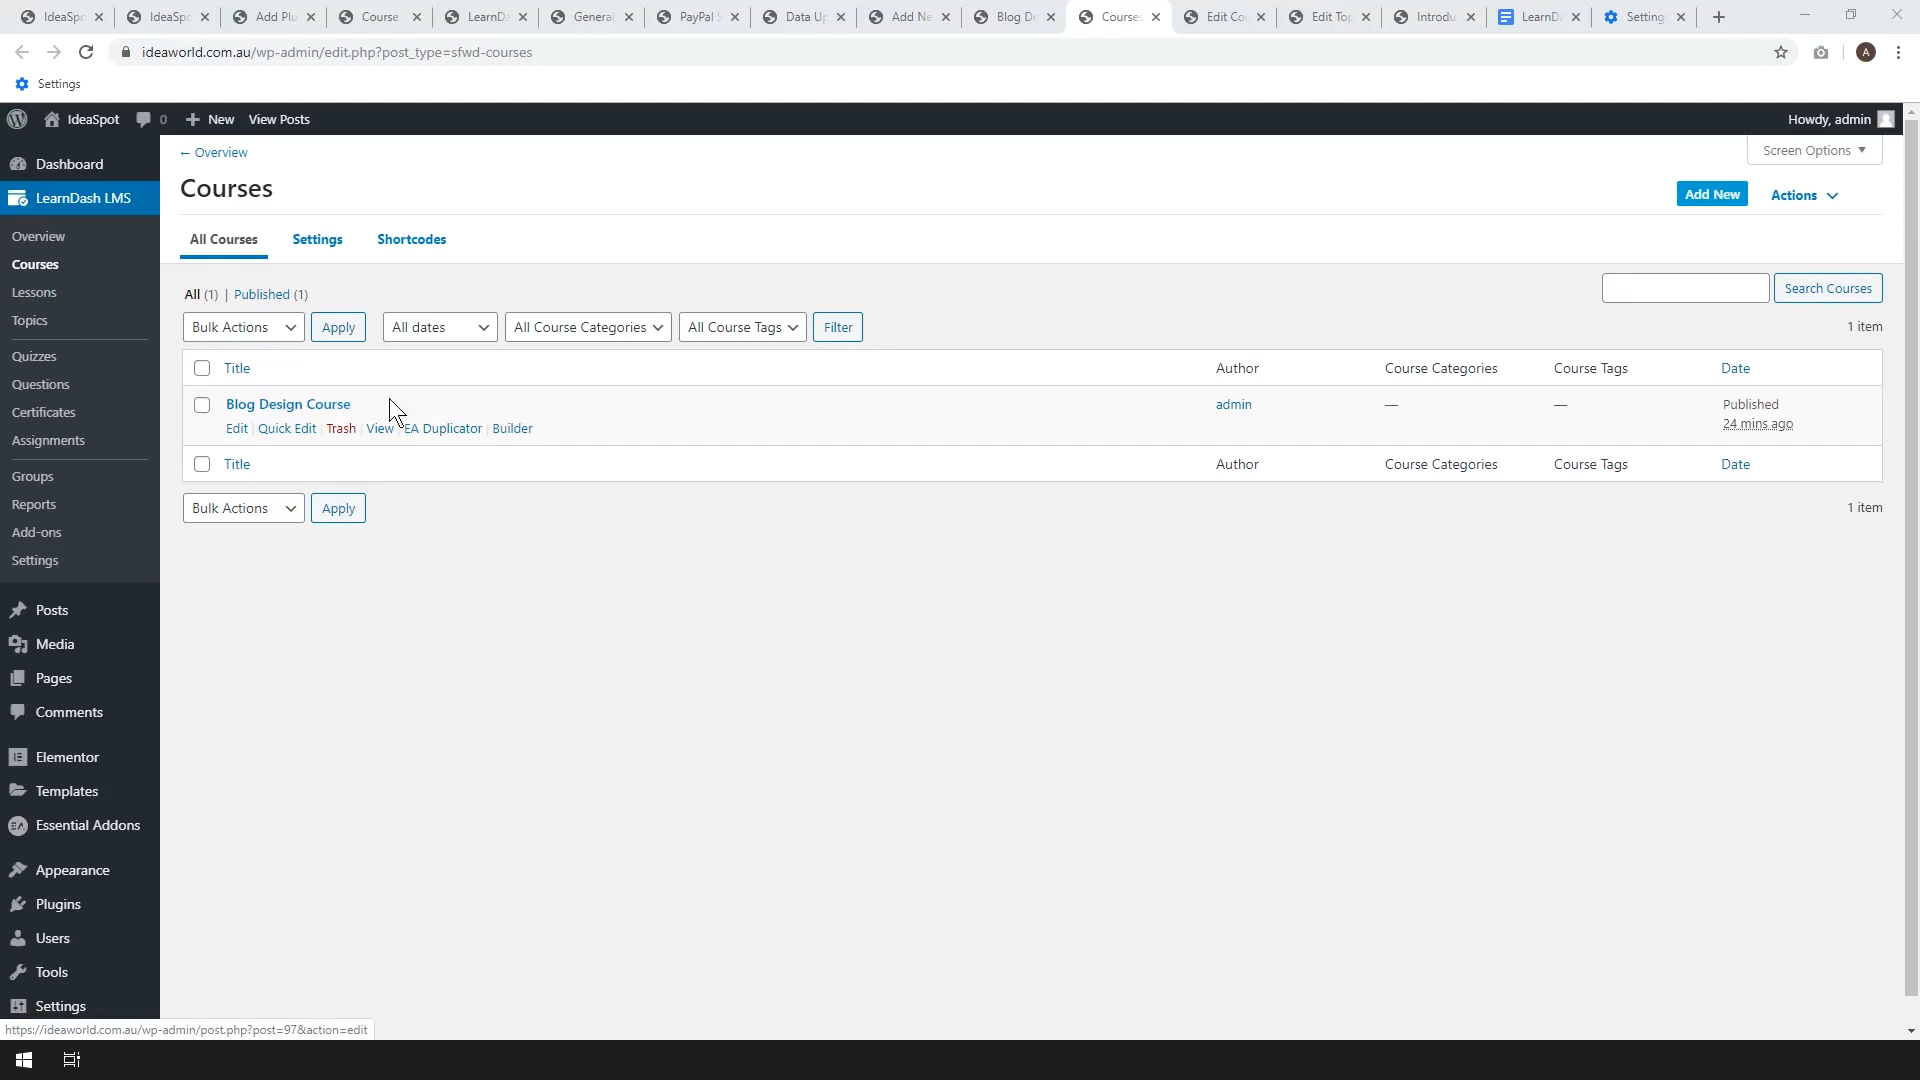 IdeaSp
IdeaSpo
Add Plu
Course
LearnDa
General
PayPal S
Data Up
Add Ne
Blog De
Courses
Edit Co
Edit Top
Introdu
LearnDa
Setting
ideaworld.com.au/wp-admin/edit.php?post_type=sfwd-courses
A
Settings
IdeaSpot 0 New View Posts
Howdy, admin
Dashboard
LearnDash LMS
Overview
Courses
Lessons
Topics
Quizzes
Questions
Certificates
Assignments
Groups
Reports
Add-ons
Settings
Posts
Media
Pages
Comments
Elementor
Templates
Essential Addons
Appearance
Plugins
Users
Tools
Settings
← Overview
Screen Options
Courses
Add New
Actions
All Courses Settings Shortcodes
All (1) | Published (1)
Search Courses
Bulk Actions Apply All dates All Course Categories All Course Tags Filter
1 item
Title Author Course Categories Course Tags Date
Blog Design Course admin — — Published
24 mins ago
Edit | Quick Edit | Trash | View | EA Duplicator | Builder
Title Author Course Categories Course Tags Date
Bulk Actions Apply
1 item
https://ideaworld.com.au/wp-admin/post.php?post=97&action=edit